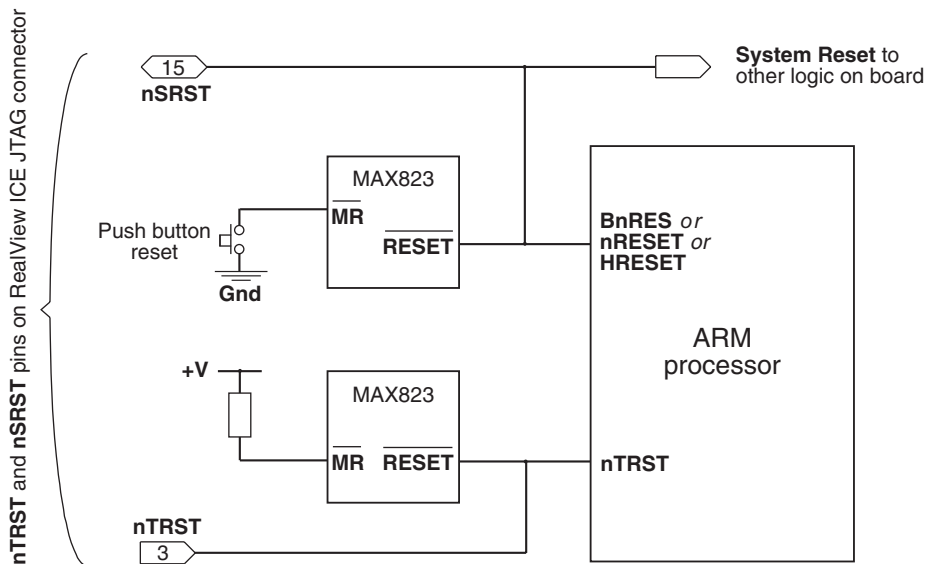 nTRST and nSRST pins on RealView ICE JTAG connector
15
nSRST
System Reset to
other logic on board
MAX823
MR
RESET
Push button
reset
Gnd
BnRES or
nRESET or
HRESET
ARM
processor
+V
MAX823
MR RESET
nTRST
nTRST
3